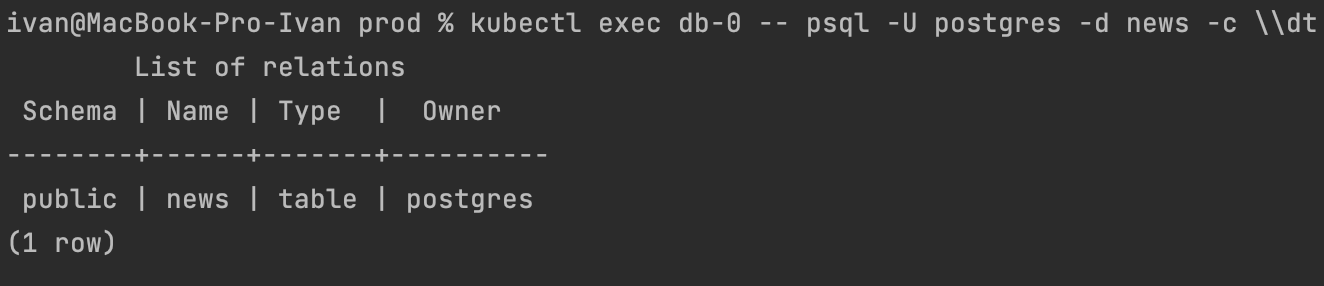 ivan@MacBook-Pro-Ivan prod % kubectl exec db-0 -- psql -U postgres -d news -c \\dt
        List of relations
 Schema | Name | Type  |  Owner
--------+------+-------+----------
 public | news | table | postgres
(1 row)